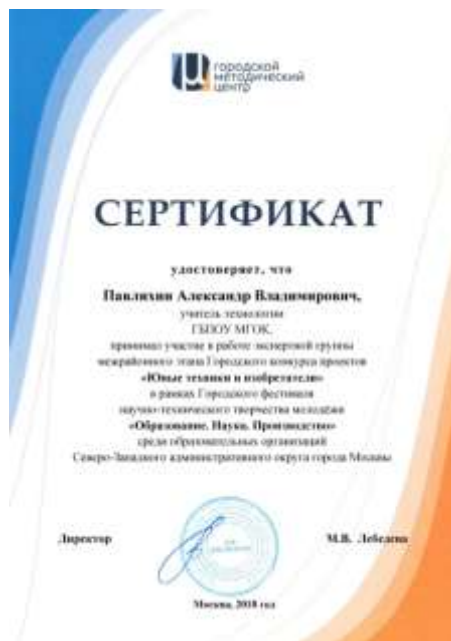 городской
методический
центр
СЕРТИФИКАТ
удостоверяет, что
Павлихин Александр Владимирович,
учитель технологии
ГБПОУ МГОК,
принимал участие в работе экспертной группы
межрайонного этапа Городского конкурса проектов
«Юные техники и изобретатели»
в рамках Городского фестиваля
научно-технического творчества молодёжи
«Образование. Наука. Производство»
среди образовательных организаций
Северо-Западного административного округа города Москвы
Директор
М.В. Лебедева
Москва, 2018 год